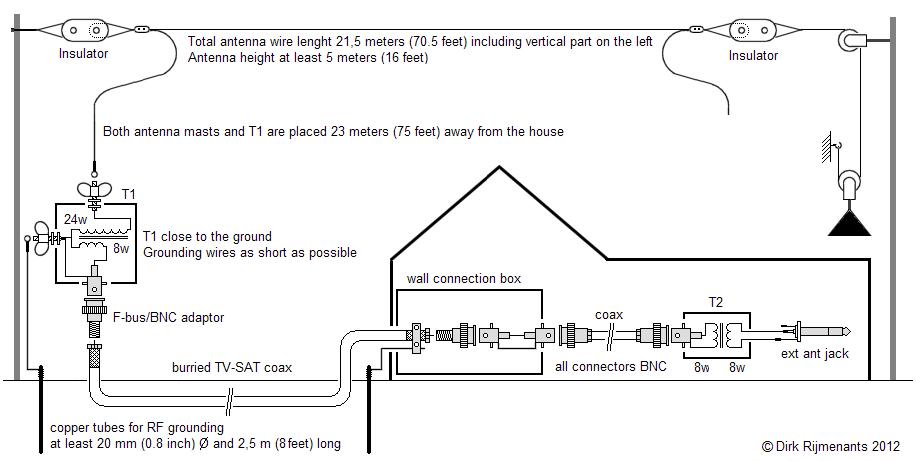 Insulator
Total antenna wire lenght 21,5 meters (70.5 feet) including vertical part on the left
Antenna height at least 5 meters (16 feet)
Insulator
Both antenna masts and T1 are placed 23 meters (75 feet) away from the house
T1
24w
8w
T1 close to the ground
Grounding wires as short as possible
wall connection box
F-bus/BNC adaptor
coax
T2
burried TV-SAT coax
all connectors BNC
8w
8w
ext ant jack
copper tubes for RF grounding
at least 20 mm (0.8 inch) Ø and 2,5 m (8feet) long
© Dirk Rijmenants 2012